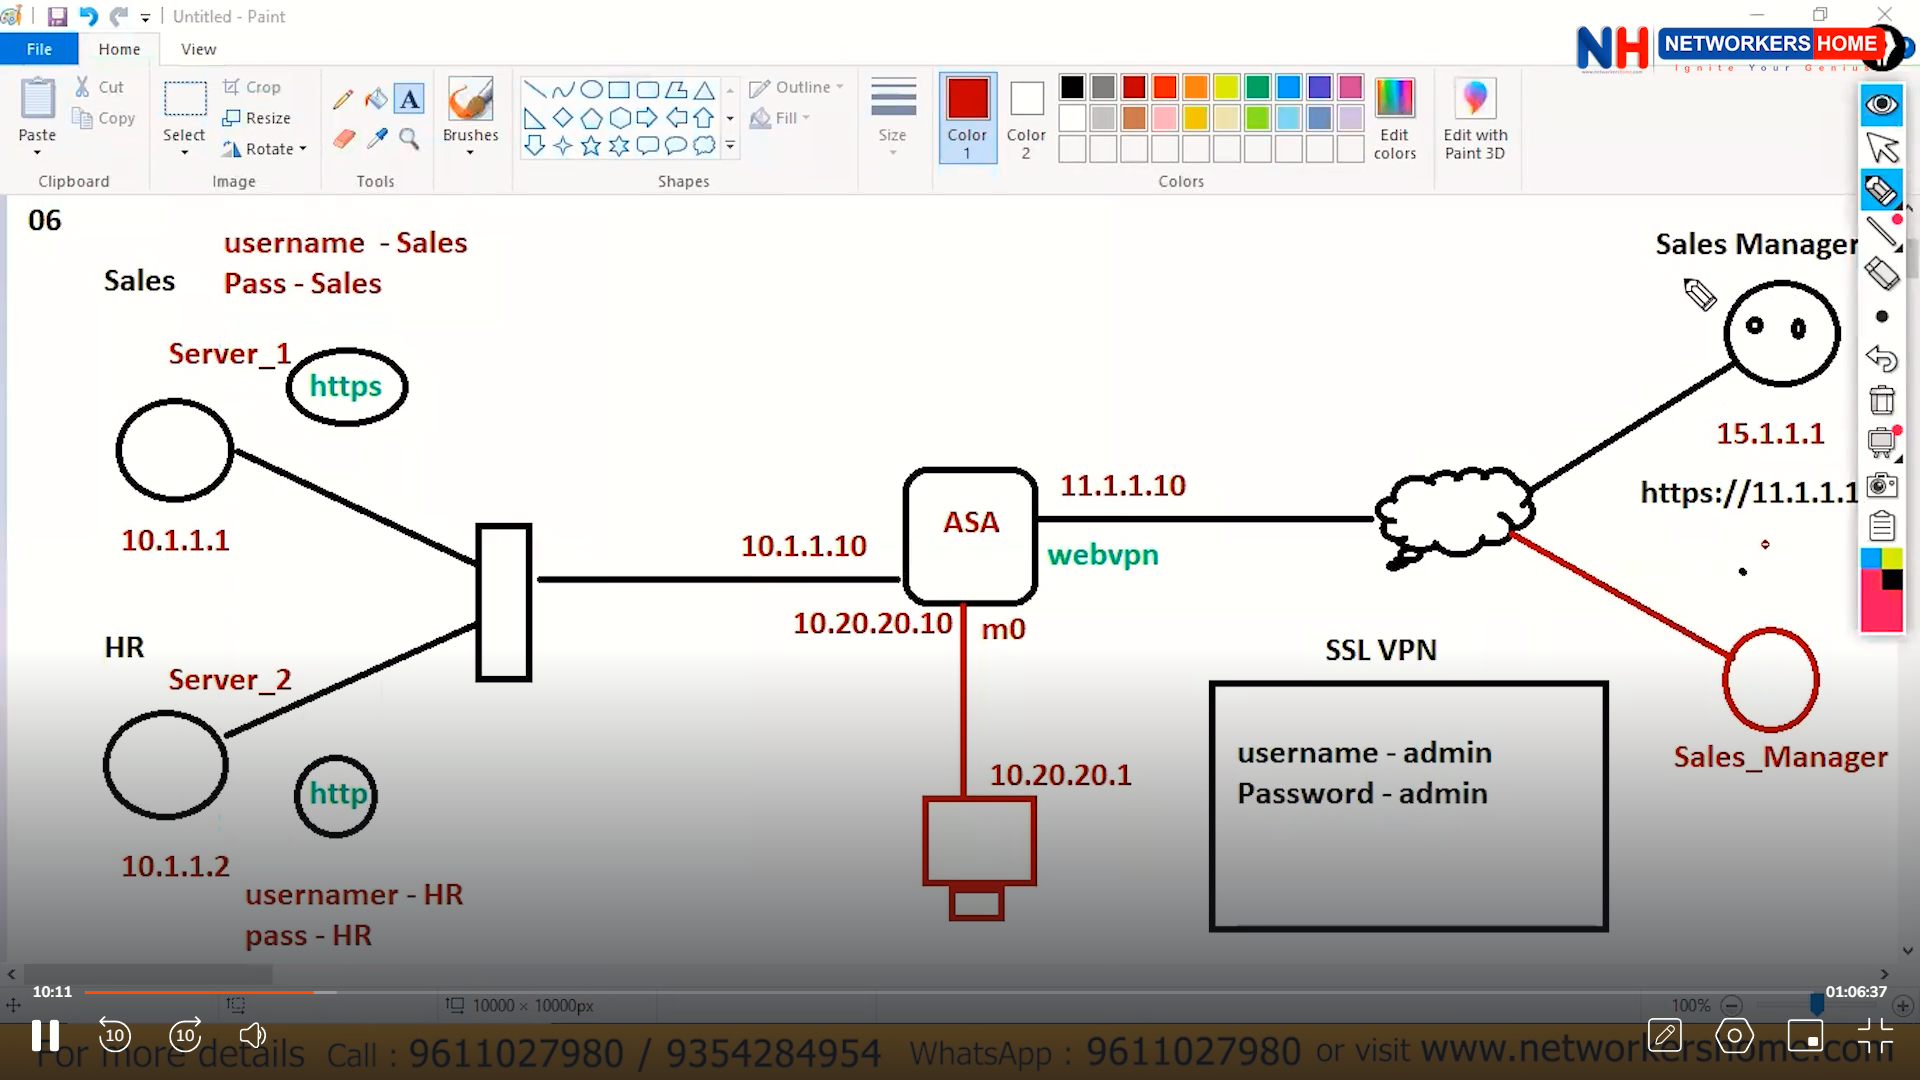 Untitled - Paint
NH NETWORKERS HOME
Ignite Your Genius
File Home View
Paste
Cut
Copy
Clipboard
Select
Crop
Resize
Rotate
Image
A
Tools
Brushes
Outline
Fill
Shapes
Size
Color 1
Color 2
Edit colors
Edit with Paint 3D
Colors
06
username - Sales
Pass - Sales
Sales
Sales Manager
Server_1
https
10.1.1.1
15.1.1.1
https://11.1.1.1
11.1.1.10
ASA
webvpn
10.1.1.10
10.20.20.10
m0
HR
Server_2
http
10.1.1.2
usernamer - HR
pass - HR
10.20.20.1
SSL VPN
username - admin
Password - admin
Sales_Manager
10:11
01:06:37
10000 × 10000px
100%
10
10
For more details Call : 9611027980 / 9354284954 WhatsApp : 9611027980 or visit www.networkershome.com